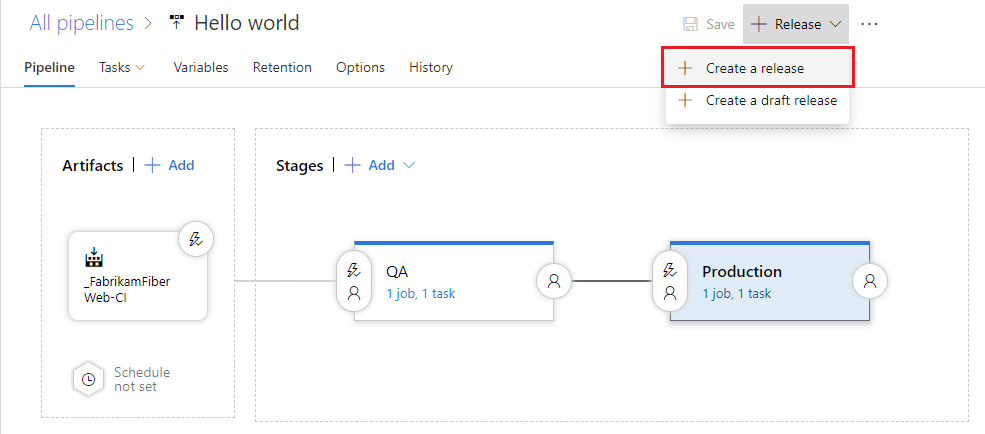 All pipelines > Hello world
Save + Release ...
Pipeline Tasks Variables Retention Options History
+ Create a release
+ Create a draft release
Artifacts | + Add
Stages | + Add
_FabrikamFiber
Web-CI
QA
1 job, 1 task
Production
1 job, 1 task
Schedule
not set